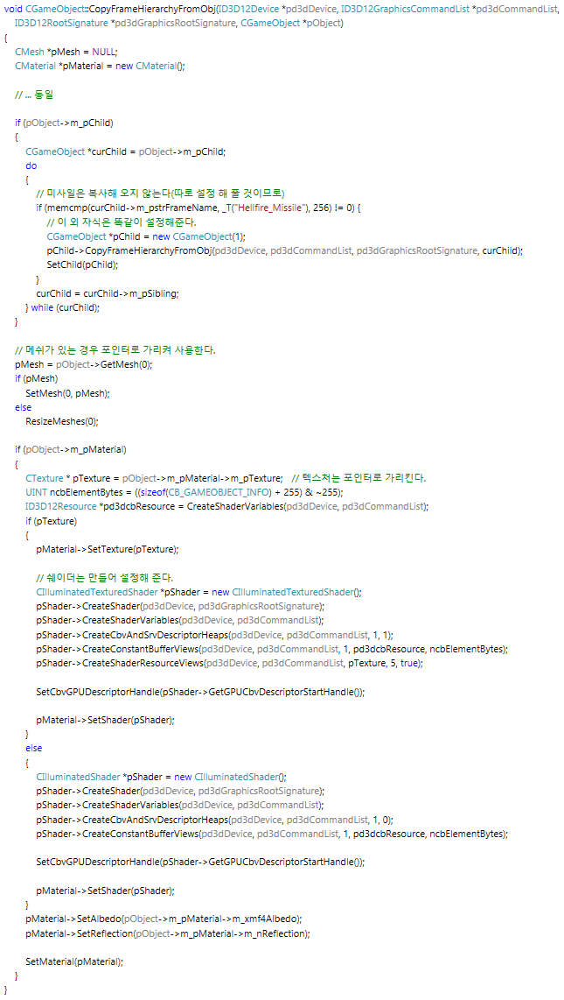 void CGameObject::CopyFrameHierarchyFromObj(ID3D12Device *pd3dDevice, ID3D12GraphicsCommandList *pd3dCommandList,
ID3D12RootSignature *pd3dGraphicsRootSignature, CGameObject *pObject)
{
CMesh *pMesh = NULL;
CMaterial *pMaterial = new CMaterial();
// ... 동일
if (pObject->m_pChild)
{
CGameObject *curChild = pObject->m_pChild;
do
{
// 미사일은 복사해 오지 않는다(따로 설정 해 줄 것이므로)
if (memcmp(curChild->m_pstrFrameName, _T("Hellfire_Missile"), 256) != 0) {
// 이 외 자식은 똑같이 설정해준다.
CGameObject *pChild = new CGameObject(1);
pChild->CopyFrameHierarchyFromObj(pd3dDevice, pd3dCommandList, pd3dGraphicsRootSignature, curChild);
SetChild(pChild);
}
curChild = curChild->m_pSibling;
} while (curChild);
}
// 메쉬가 있는 경우 포인터로 가리켜 사용한다.
pMesh = pObject->GetMesh(0);
if (pMesh)
SetMesh(0, pMesh);
else
ResizeMeshes(0);
if (pObject->m_pMaterial)
{
CTexture * pTexture = pObject->m_pMaterial->m_pTexture; // 텍스처는 포인터로 가리킨다.
UINT ncbElementBytes = ((sizeof(CB_GAMEOBJECT_INFO) + 255) & ~255);
ID3D12Resource *pd3dcbResource = CreateShaderVariables(pd3dDevice, pd3dCommandList);
if (pTexture)
{
pMaterial->SetTexture(pTexture);
// 쉐이더는 만들어 설정해 준다.
CIlluminatedTexturedShader *pShader = new CIlluminatedTexturedShader();
pShader->CreateShader(pd3dDevice, pd3dGraphicsRootSignature);
pShader->CreateShaderVariables(pd3dDevice, pd3dCommandList);
pShader->CreateCbvAndSrvDescriptorHeaps(pd3dDevice, pd3dCommandList, 1, 1);
pShader->CreateConstantBufferViews(pd3dDevice, pd3dCommandList, 1, pd3dcbResource, ncbElementBytes);
pShader->CreateShaderResourceViews(pd3dDevice, pd3dCommandList, pTexture, 5, true);
SetCbvGPUDescriptorHandle(pShader->GetGPUCbvDescriptorStartHandle());
pMaterial->SetShader(pShader);
}
else
{
CIlluminatedShader *pShader = new CIlluminatedShader();
pShader->CreateShader(pd3dDevice, pd3dGraphicsRootSignature);
pShader->CreateShaderVariables(pd3dDevice, pd3dCommandList);
pShader->CreateCbvAndSrvDescriptorHeaps(pd3dDevice, pd3dCommandList, 1, 0);
pShader->CreateConstantBufferViews(pd3dDevice, pd3dCommandList, 1, pd3dcbResource, ncbElementBytes);
SetCbvGPUDescriptorHandle(pShader->GetGPUCbvDescriptorStartHandle());
pMaterial->SetShader(pShader);
}
pMaterial->SetAlbedo(pObject->m_pMaterial->m_xmf4Albedo);
pMaterial->SetReflection(pObject->m_pMaterial->m_nReflection);
SetMaterial(pMaterial);
}
}